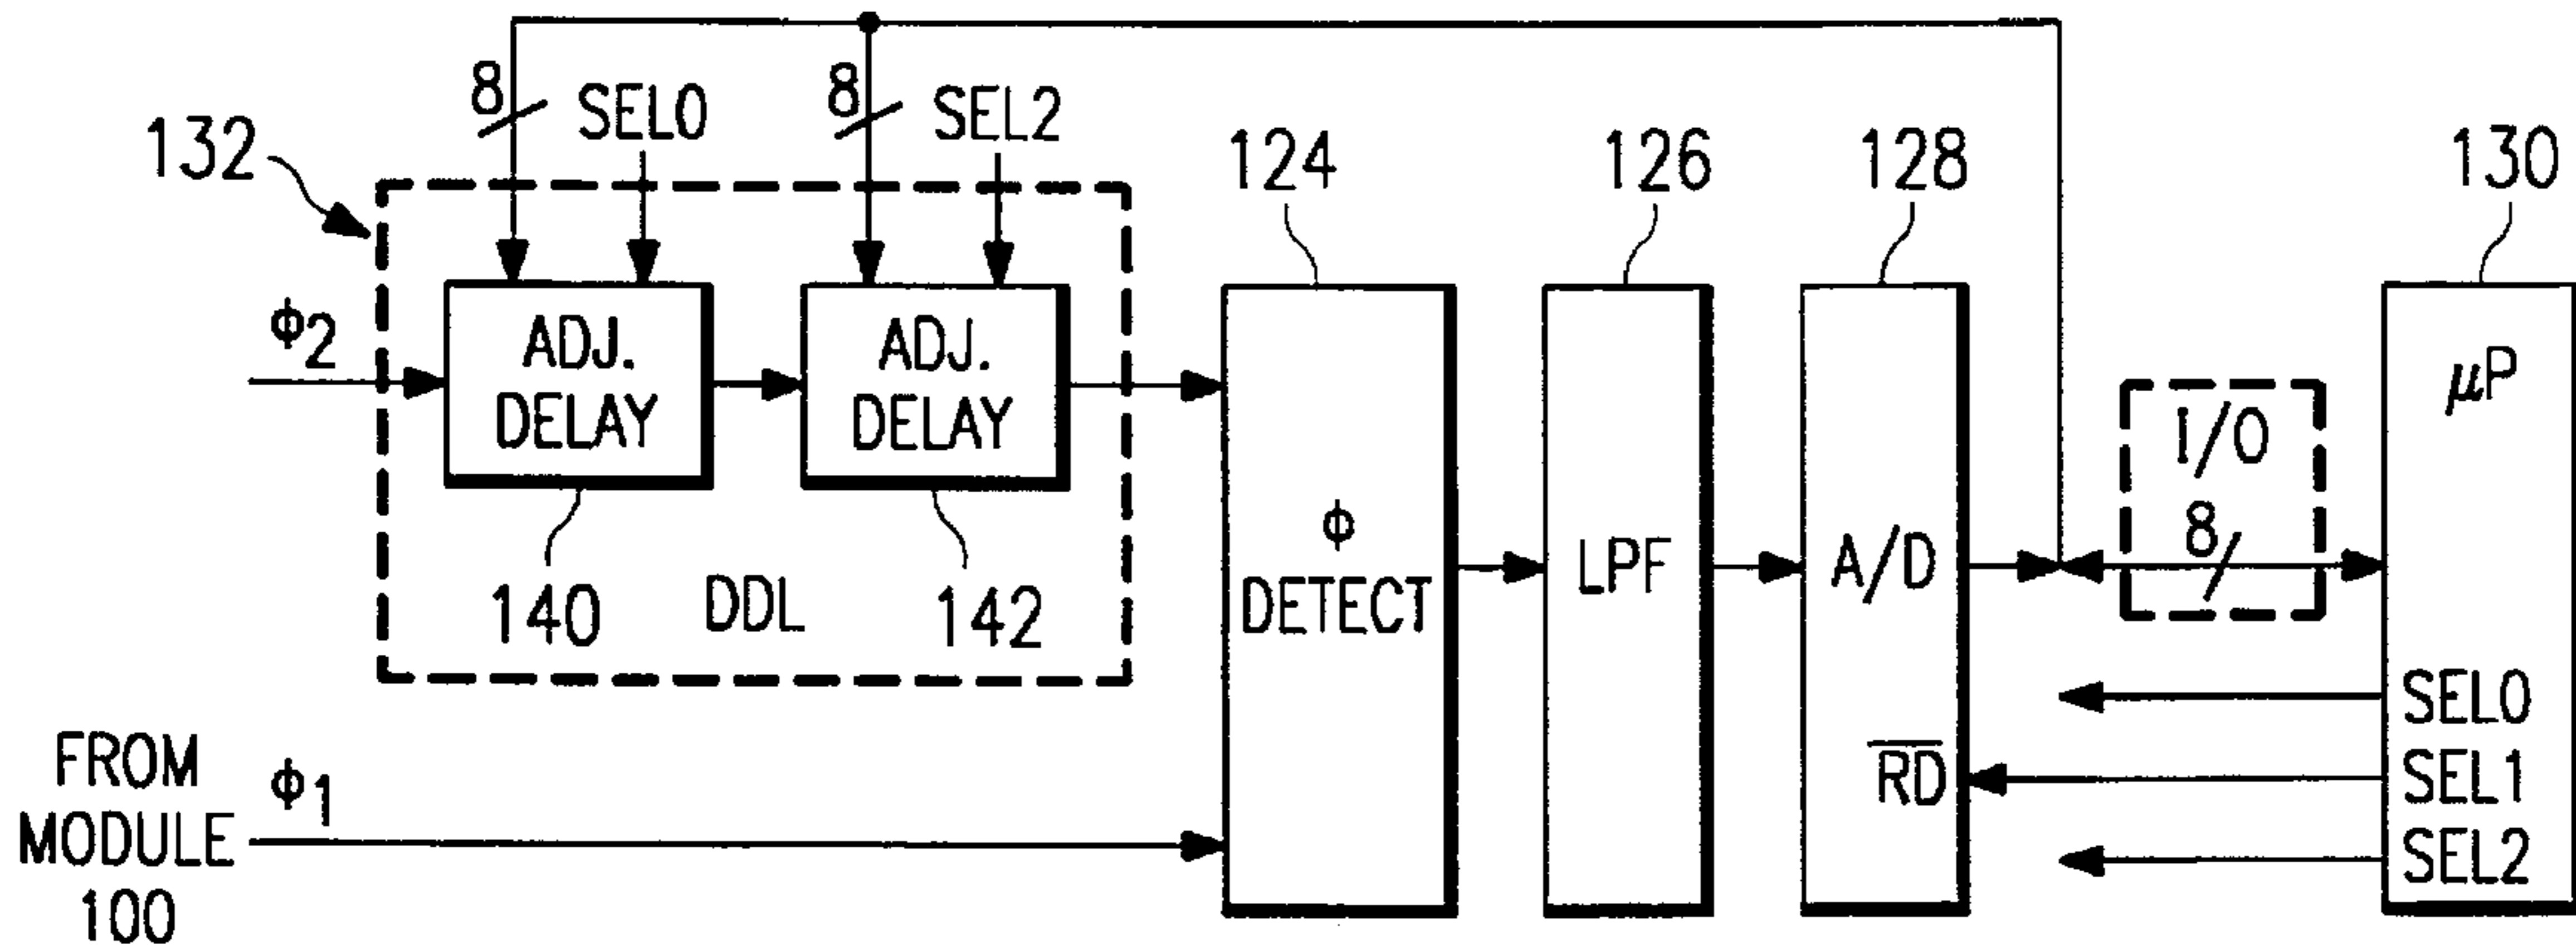 8
SEL0
8
SEL2
132
124
126
128
130
ϕ2
ADJ.
DELAY
ADJ.
DELAY
μP
I/O
8
ϕ
DETECT
LPF
A/D
140
DDL
142
SEL0
RD
SEL1
SEL2
FROM
MODULE
100
ϕ1